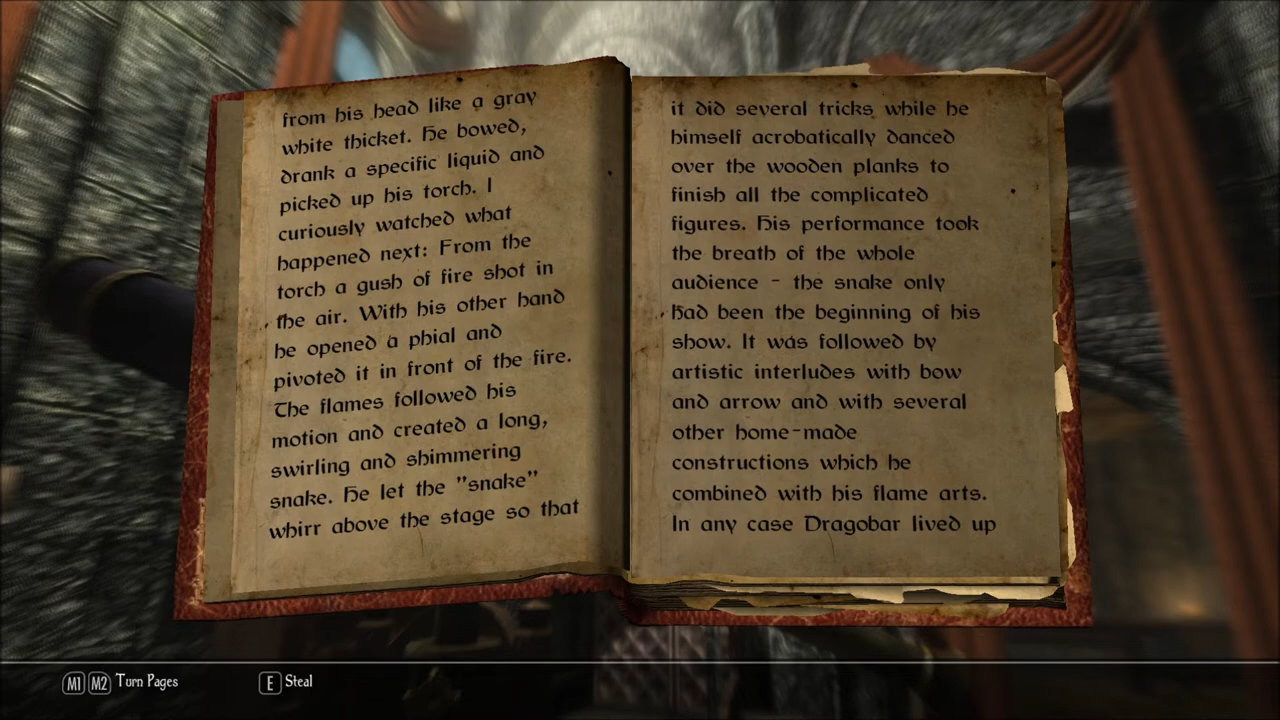 from his head like a gray
white thicket. He bowed,
drank a specific liquid and
picked up his torch. I
curiously watched what
happened next: From the
torch a gush of fire shot in
the air. With his other hand
he opened a phial and
pivoted it in front of the fire.
The flames followed his
motion and created a long,
swirling and shimmering
snake. He let the "snake"
whirr above the stage so that
it did several tricks while he
himself acrobatically danced
over the wooden planks to
finish all the complicated
figures. His performance took
the breath of the whole
audience - the snake only
had been the beginning of his
show. It was followed by
artistic interludes with bow
and arrow and with several
other home-made
constructions which he
combined with his flame arts.
In any case Dragobar lived up
M1 M2 Turn Pages
E Steal